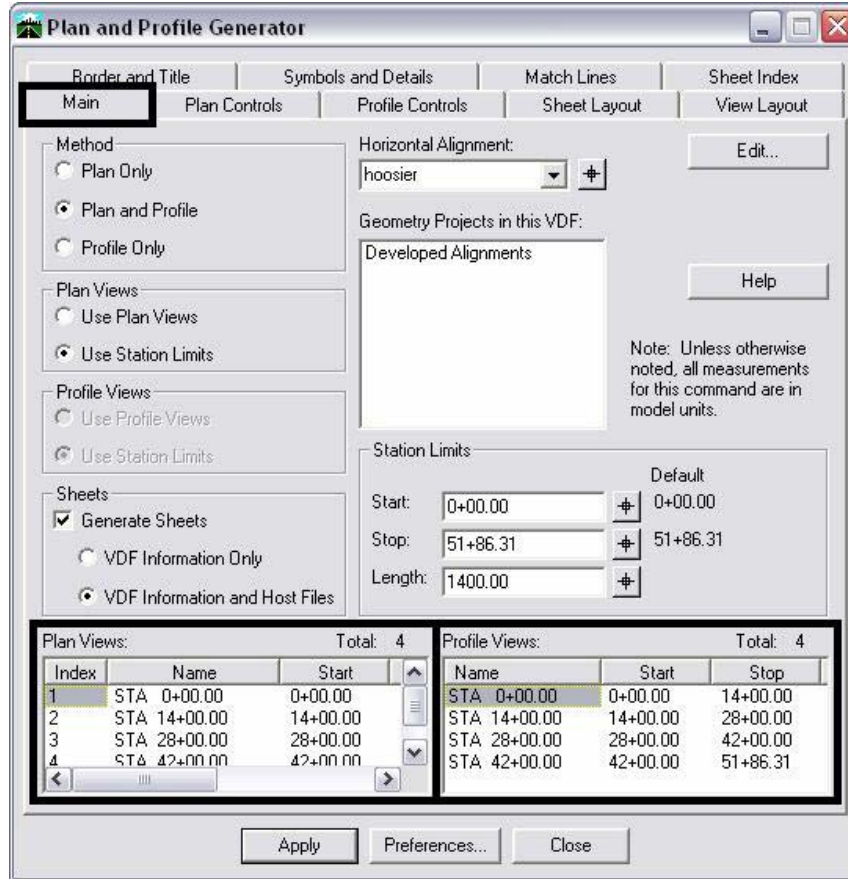 Plan and Profile Generator
Border and Title
Symbols and Details
Match Lines
Sheet Index
Main
Plan Controls
Profile Controls
Sheet Layout
View Layout
Method
Plan Only
Plan and Profile
Profile Only
Plan Views
Use Plan Views
Use Station Limits
Profile Views
Use Profile Views
Use Station Limits
Sheets
Generate Sheets
VDF Information Only
VDF Information and Host Files
Horizontal Alignment:
hoosier
Edit...
Geometry Projects in this VDF:
Developed Alignments
Help
Note: Unless otherwise
noted, all measurements
for this command are in
model units.
Station Limits
Default
Start: 0+00.00 0+00.00
Stop: 51+86.31 51+86.31
Length: 1400.00
Plan Views: Total: 4
Index Name Start
1 STA 0+00.00 0+00.00
2 STA 14+00.00 14+00.00
3 STA 28+00.00 28+00.00
4 STA 42+00.00 42+00.00
Profile Views: Total: 4
Name Start Stop
STA 0+00.00 0+00.00 14+00.00
STA 14+00.00 14+00.00 28+00.00
STA 28+00.00 28+00.00 42+00.00
STA 42+00.00 42+00.00 51+86.31
Apply
Preferences...
Close